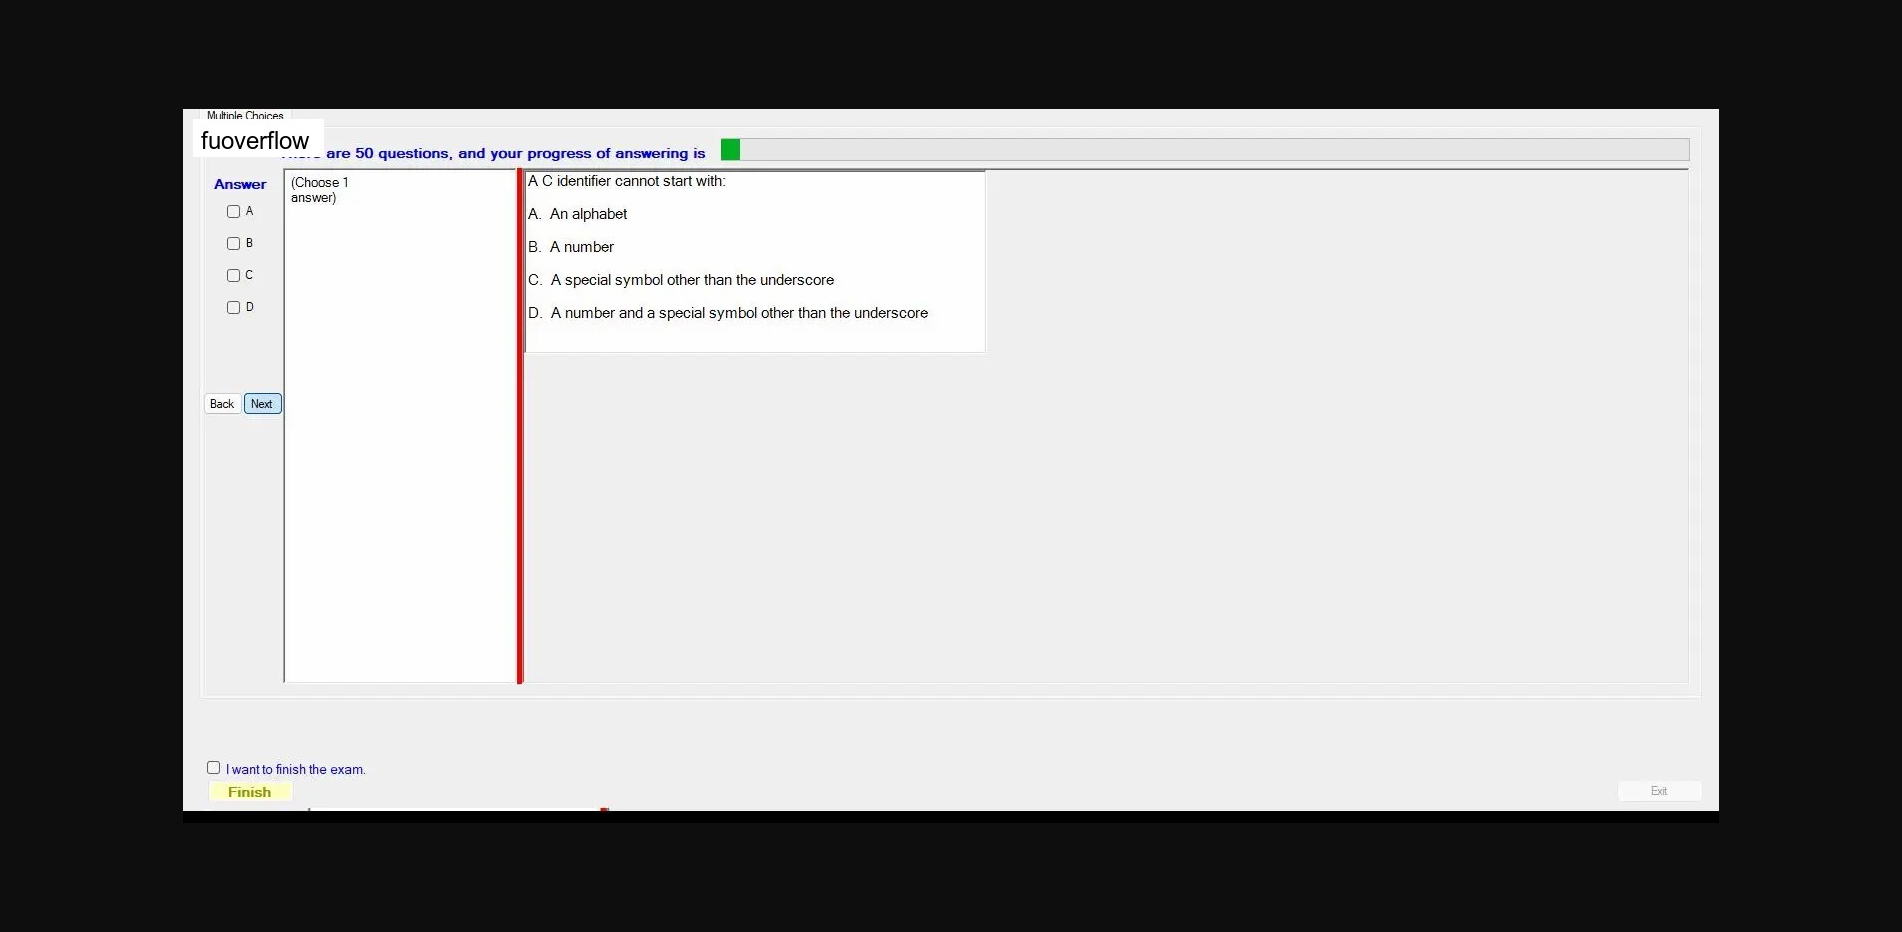 Multiple Choices
fuoverflow
are 50 questions, and your progress of answering is
Answer
(Choose 1
answer)
A
B
C
D
A C identifier cannot start with:
A. An alphabet
B. A number
C. A special symbol other than the underscore
D. A number and a special symbol other than the underscore
Back
Next
I want to finish the exam.
Finish
Exit